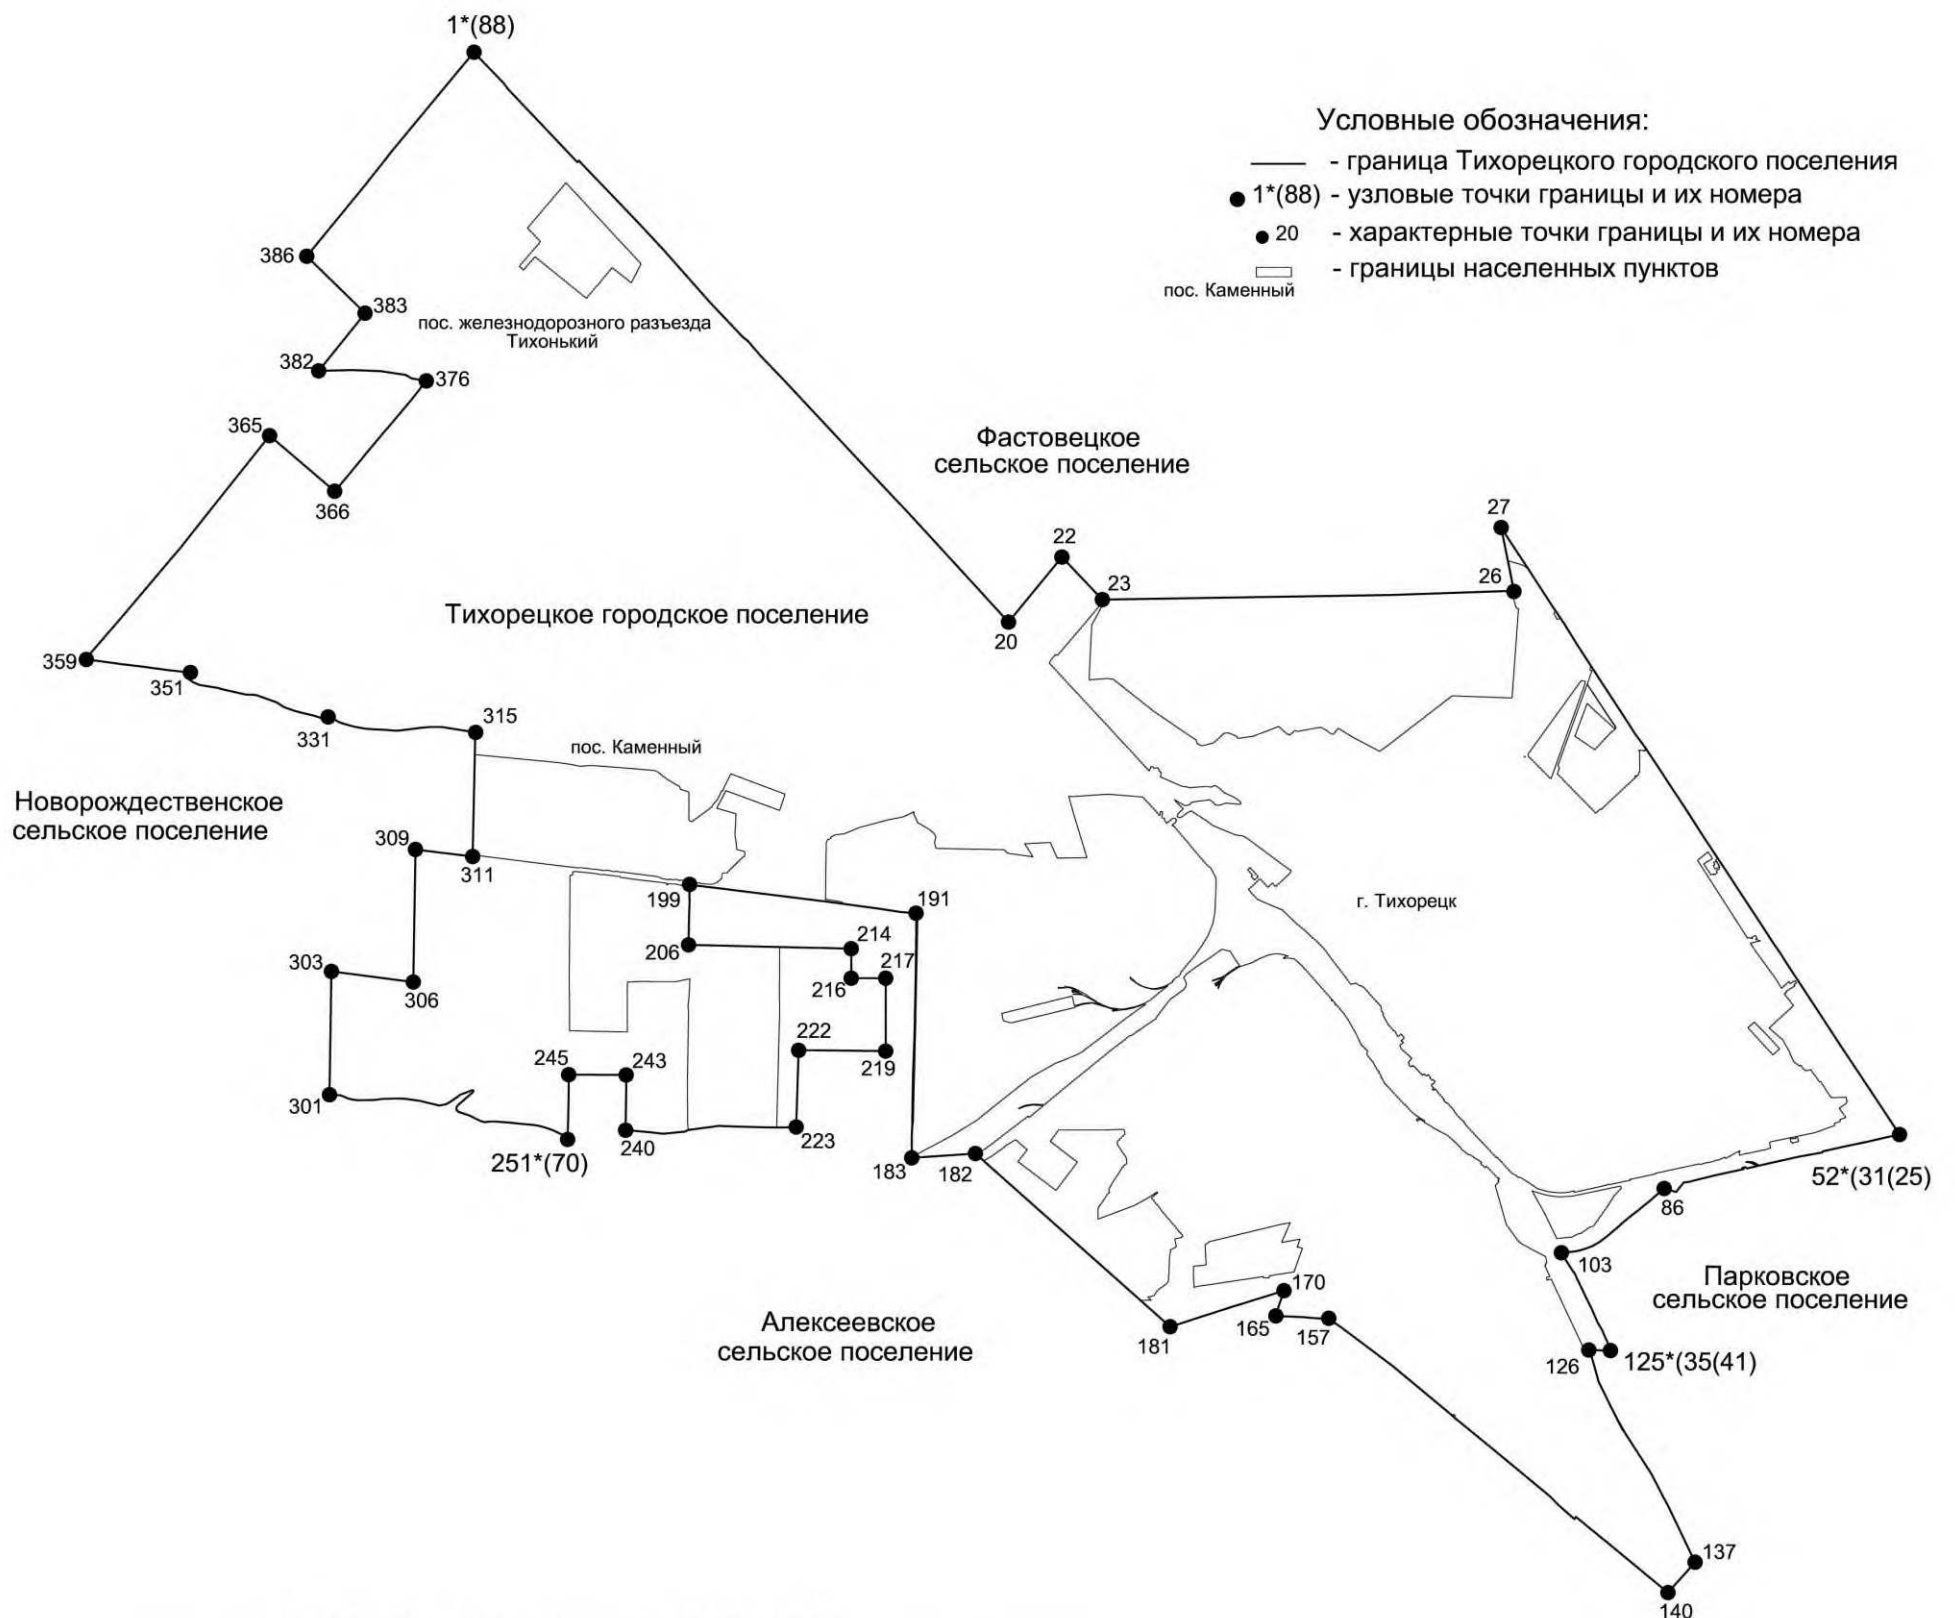 1*(88)
Условные обозначения:
- граница Тихорецкого городского поселения
1*(88) - узловые точки границы и их номера
20 - характерные точки границы и их номера
- границы населенных пунктов
пос. Каменный
386
383
пос. железнодорозного разъезда
Тихонький
382
376
365
366
Фастовецкое
сельское поселение
27
22
23
26
20
Тихорецкое городское поселение
359
351
331
315
пос. Каменный
Новорождественское
сельское поселение
309
311
199
191
г. Тихорецк
206
214
217
216
303
306
222
219
245
243
301
251*(70)
240
223
183
182
52*(31(25)
86
103
Парковское
сельское поселение
170
165
157
181
Алексеевское
сельское поселение
126
125*(35(41)
137
140